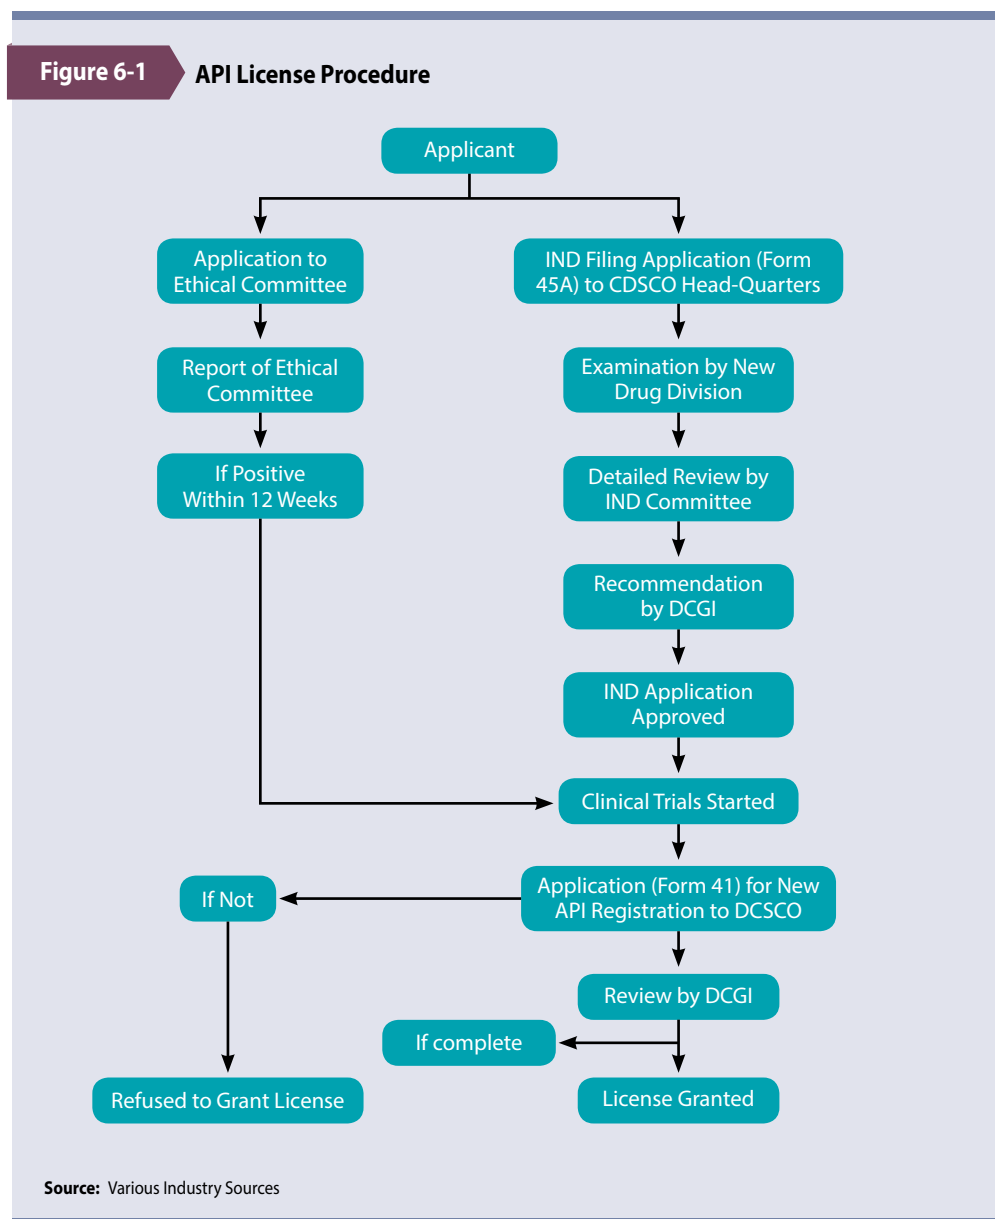 Figure 6-1
API License Procedure
Applicant
Application to
Ethical Committee
IND Filing Application (Form
45A) to CDSCO Head-Quarters
Report of Ethical
Committee
Examination by New
Drug Division
If Positive
Within 12 Weeks
Detailed Review by
IND Committee
Recommendation
by DCGI
IND Application
Approved
Clinical Trials Started
If Not
Application (Form 41) for New
API Registration to DCSCO
Review by DCGI
If complete
Refused to Grant License
License Granted
Source: Various Industry Sources